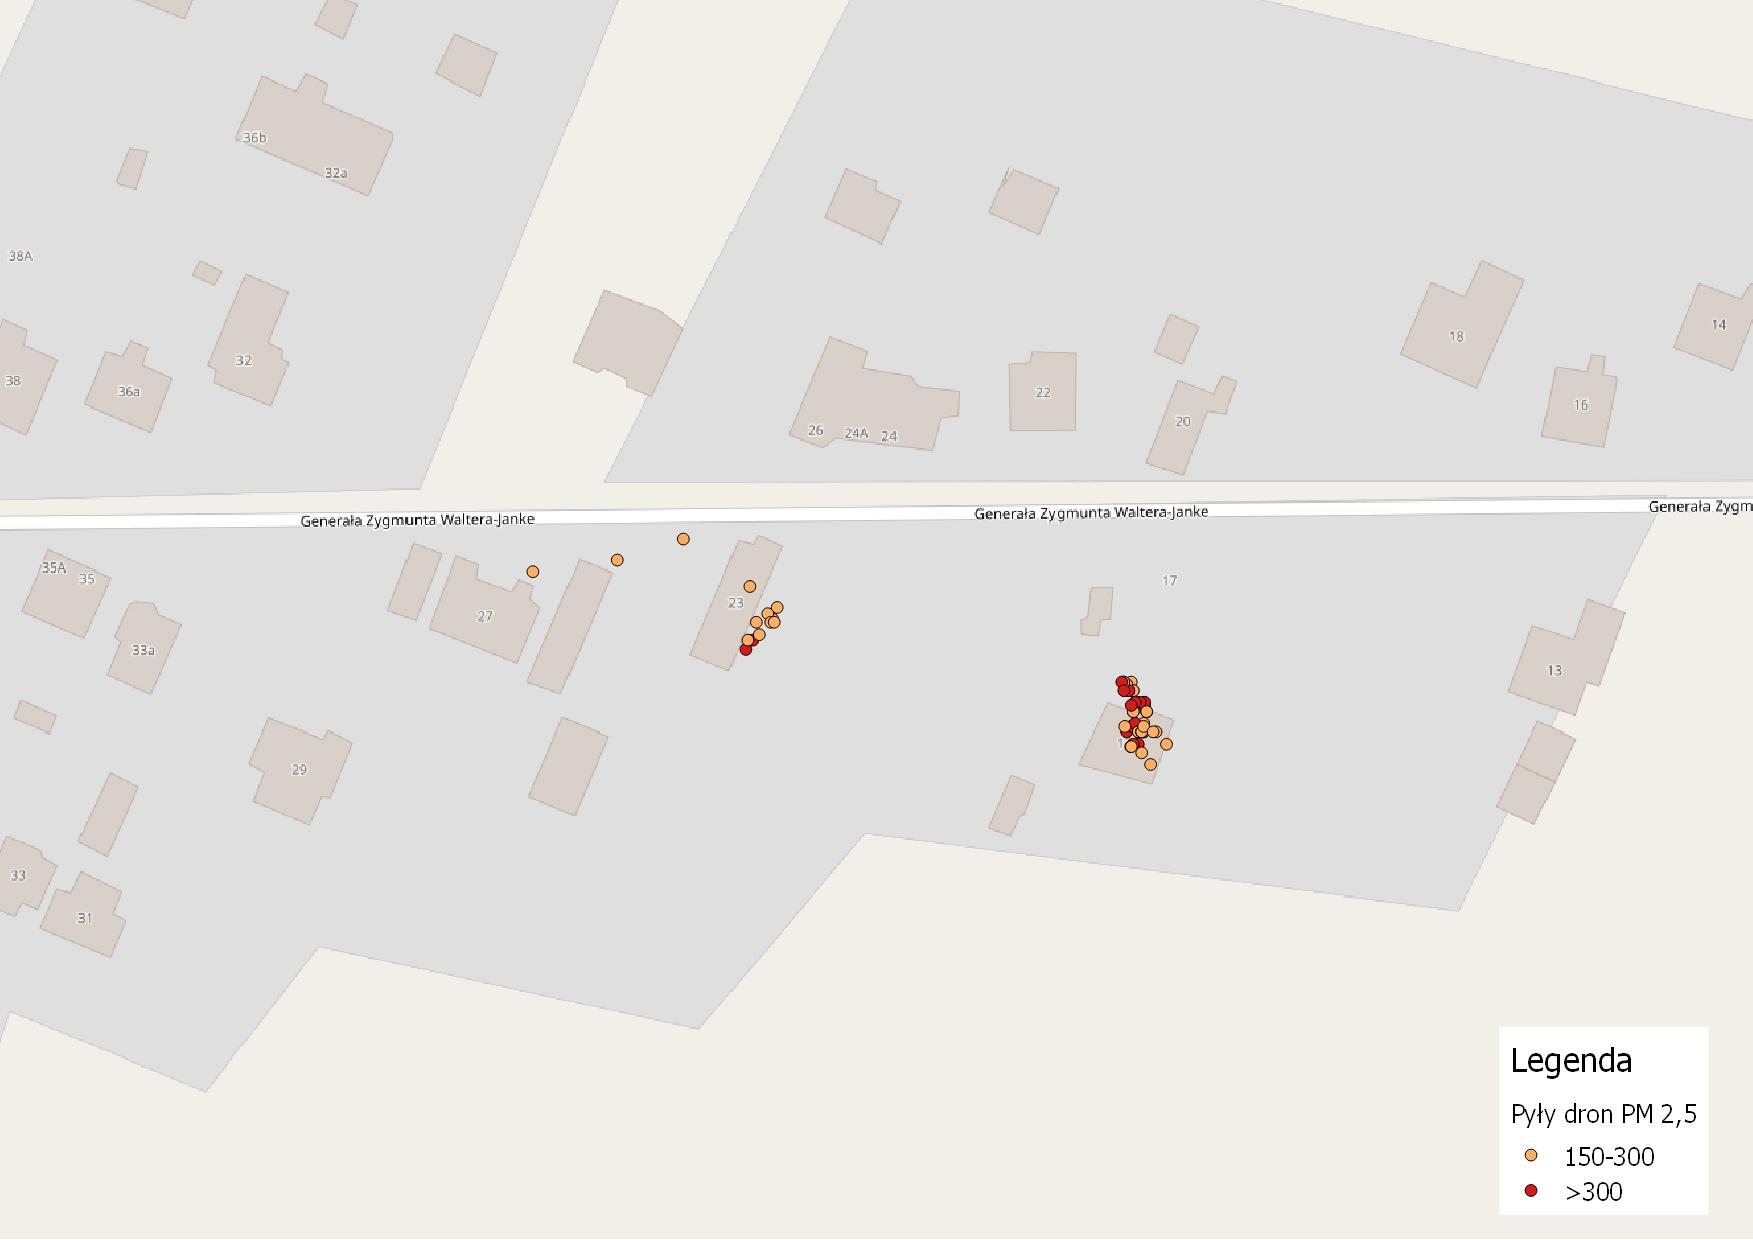 36b
32a
38A
14
18
32
38
36a
22
16
20
26
24A
24
Generała Zygm
Generała Zygmunta Waltera-Janke
Generała Zygmunta Waltera-Janke
35A
35
17
23
27
33a
13
29
33
31
Legenda
Pyły dron PM 2,5
150-300
>300